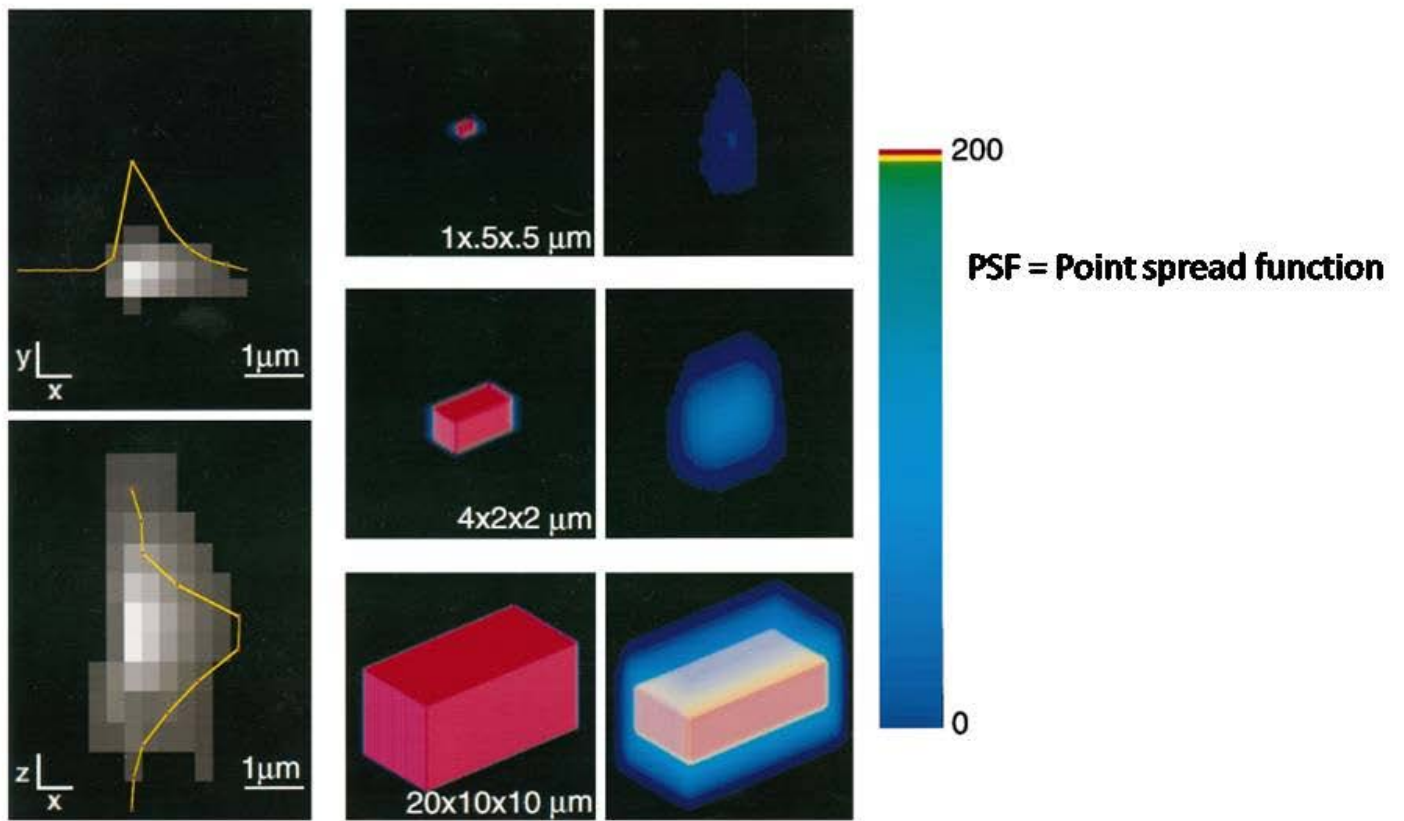 y
x
1μm
z
x
1μm
1x.5x.5 μm
4x2x2 μm
20x10x10 μm
200
0
PSF = Point spread function